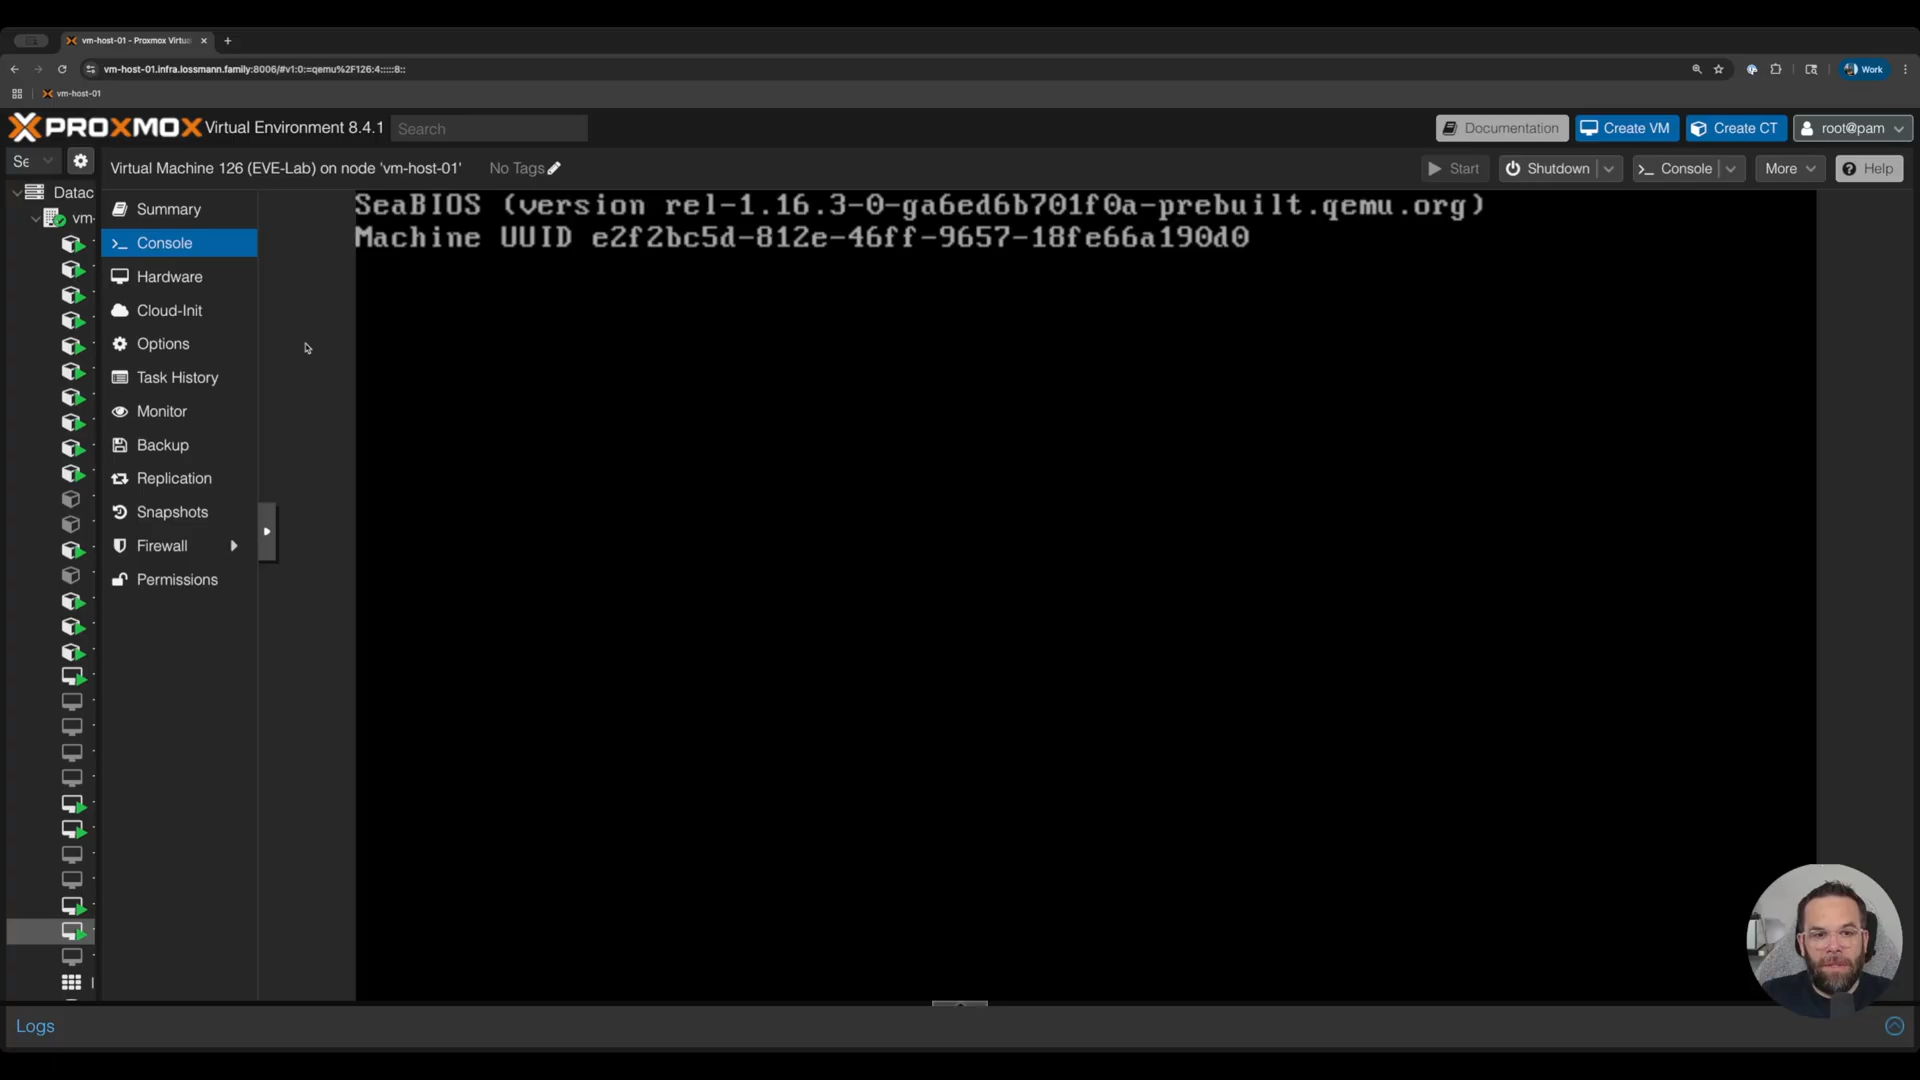 vm-host-01 - Proxmox Virtu
vm-host-01.infra.lossmann.family:8006/#v1:0:=qemu%2F126:4:::::8::
Work
vm-host-01
PROXMOX Virtual Environment 8.4.1
Search
Documentation
Create VM
Create CT
root@pam
Se
Virtual Machine 126 (EVE-Lab) on node 'vm-host-01'
No Tags
Start
Shutdown
Console
More
Help
Datac
vm-
Summary
Console
Hardware
Cloud-Init
Options
Task History
Monitor
Backup
Replication
Snapshots
Firewall
Permissions
SeaBIOS (version rel-1.16.3-0-ga6ed6b701f0a-prebuilt.qemu.org)
Machine UUID e2f2bc5d-812e-46ff-9657-18fe66a190d0
Logs